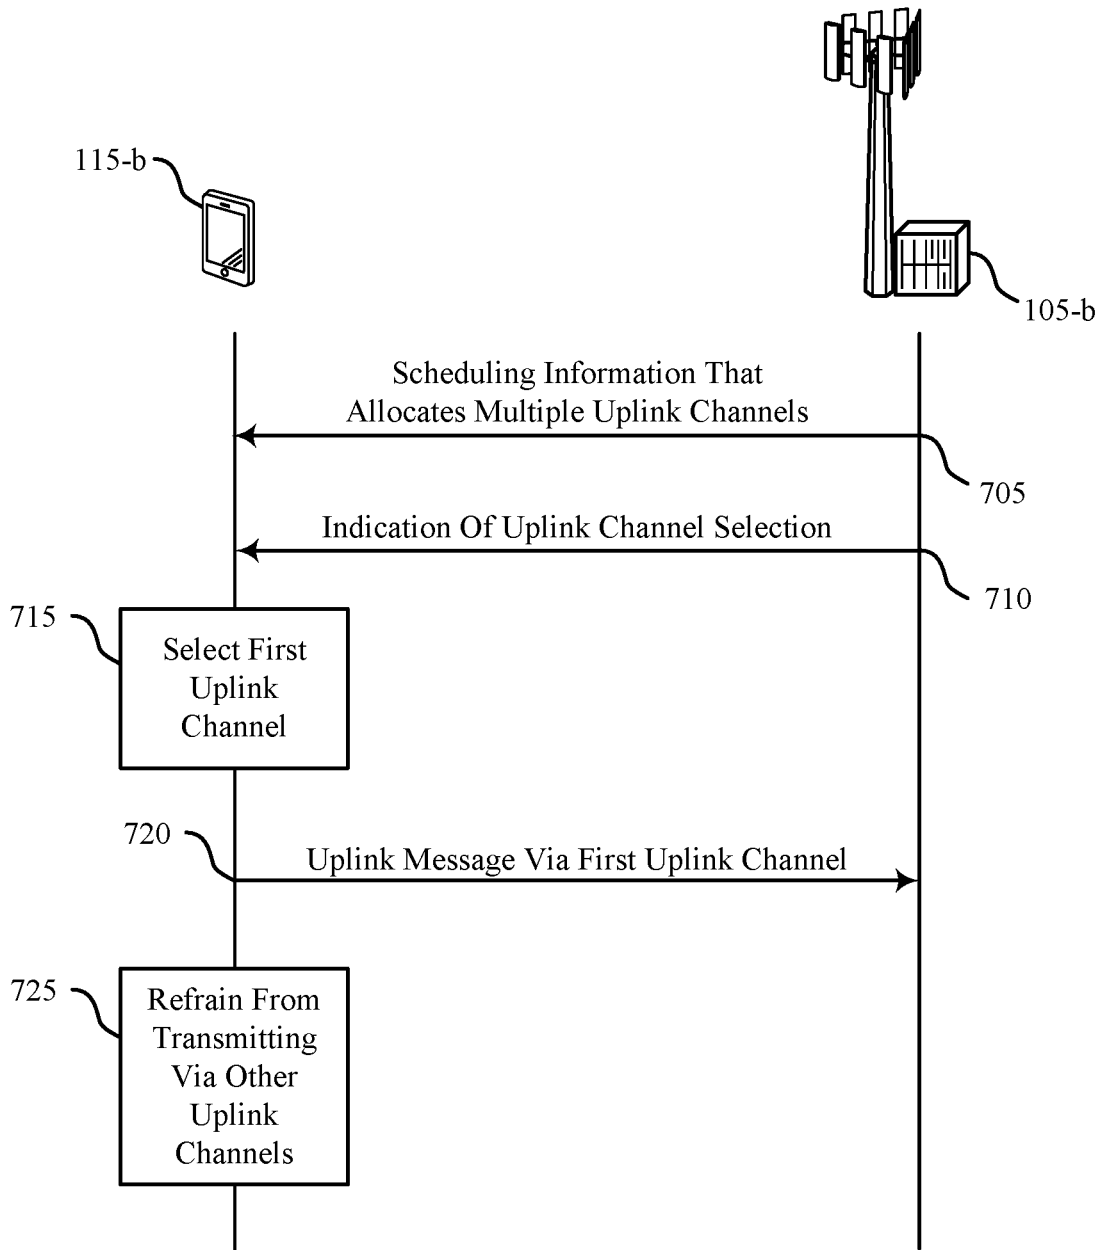 115-b
105-b
Scheduling Information That
Allocates Multiple Uplink Channels
705
Indication Of Uplink Channel Selection
710
715
Select First
Uplink
Channel
720
Uplink Message Via First Uplink Channel
725
Refrain From
Transmitting
Via Other
Uplink
Channels